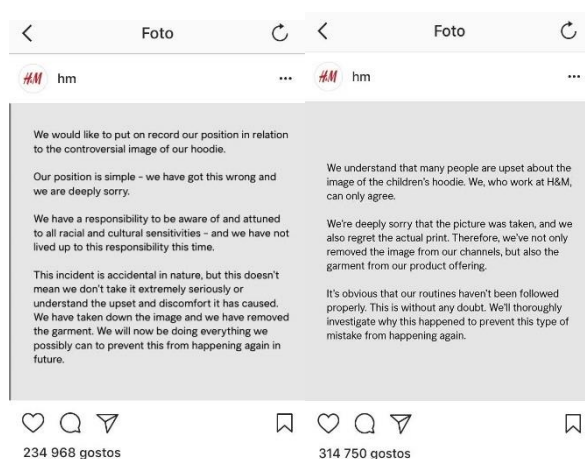 Foto
H&M hm
We would like to put on record our position in relation
to the controversial image of our hoodie.
Our position is simple – we have got this wrong and
we are deeply sorry.
We have a responsibility to be aware of and attuned
to all racial and cultural sensitivities – and we have not
lived up to this responsibility this time.
This incident is accidental in nature, but this doesn't
mean we don't take it extremely seriously or
understand the upset and discomfort it has caused.
We have taken down the image and we have removed
the garment. We will now be doing everything we
possibly can to prevent this from happening again in
future.
234 968 gostos
Foto
H&M hm
We understand that many people are upset about the
image of the children's hoodie. We, who work at H&M,
can only agree.
We're deeply sorry that the picture was taken, and we
also regret the actual print. Therefore, we've not only
removed the image from our channels, but also the
garment from our product offering.
It's obvious that our routines haven't been followed
properly. This is without any doubt. We'll thoroughly
investigate why this happened to prevent this type of
mistake from happening again.
314 750 gostos